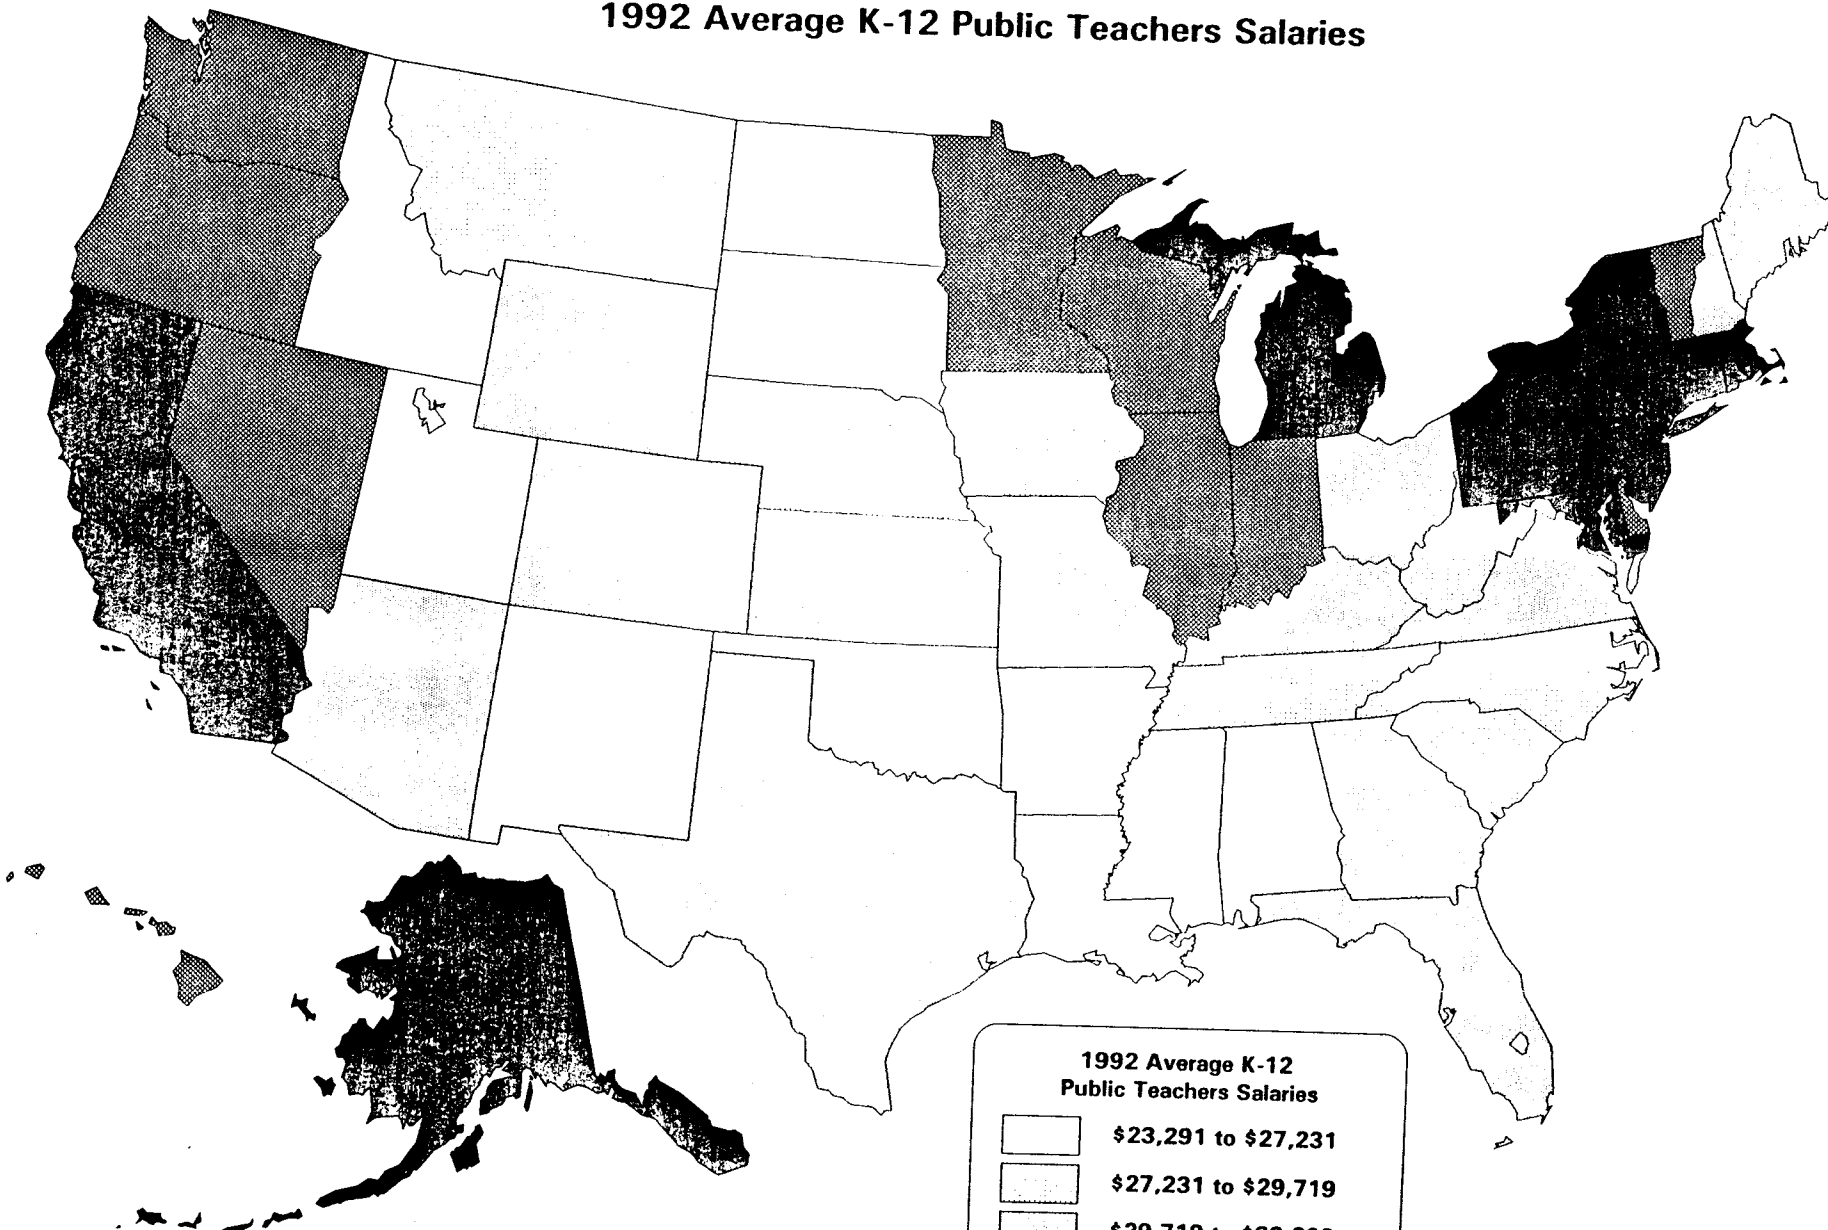 1992 Average K-12 Public Teachers Salaries
1992 Average K-12
Public Teachers Salaries
$23,291 to $27,231
$27,231 to $29,719